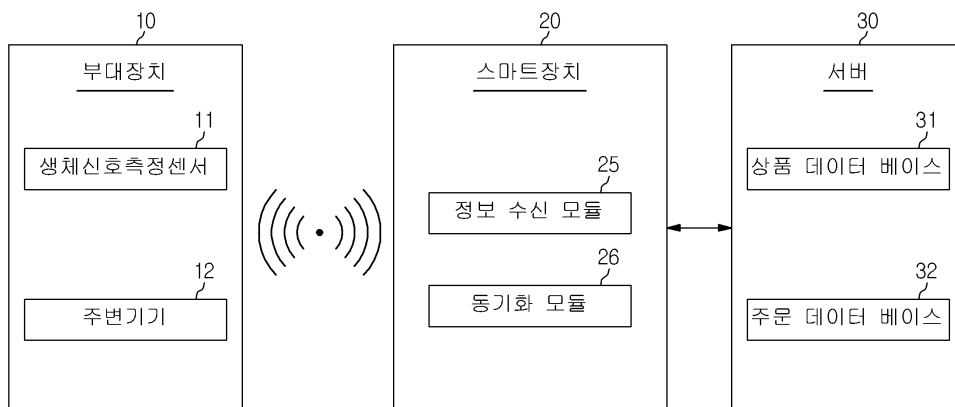 10
부대장치
11
생체신호측정센서
12
주변기기
20
스마트장치
25
정보 수신 모듈
26
동기화 모듈
30
서버
31
상품 데이터 베이스
32
주문 데이터 베이스